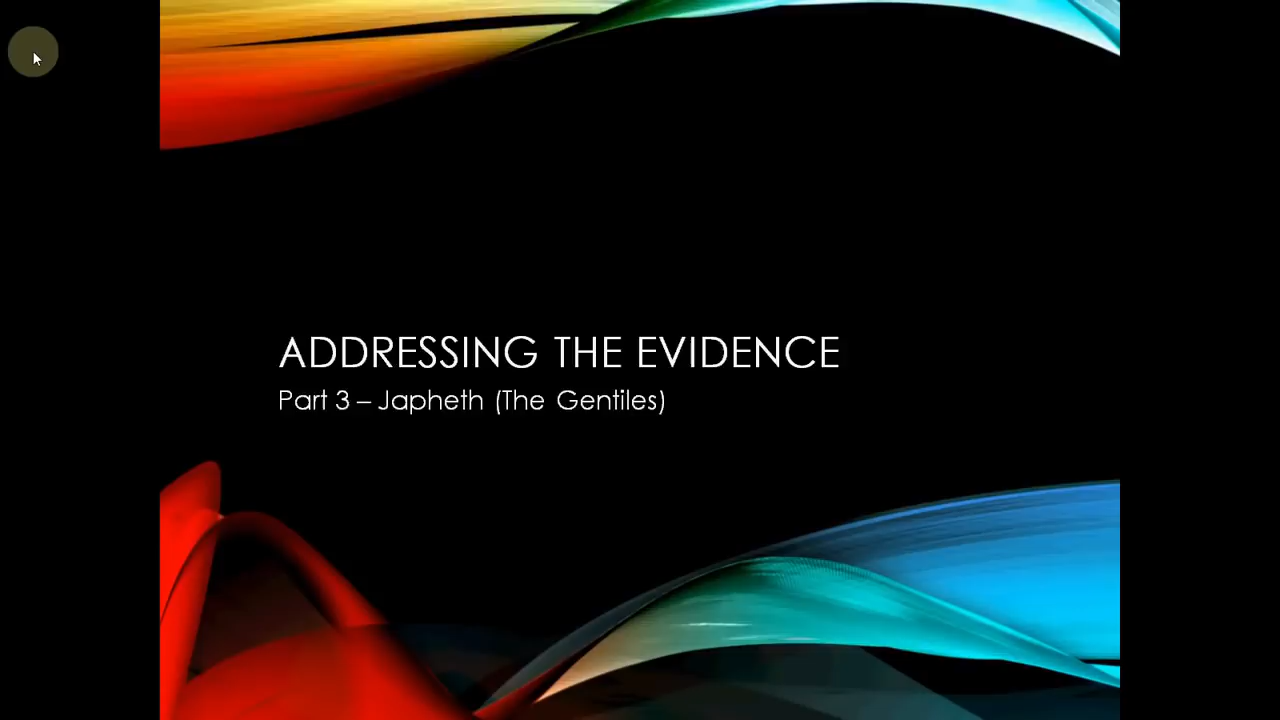 ADDRESSING THE EVIDENCE
Part 3 – Japheth (The Gentiles)